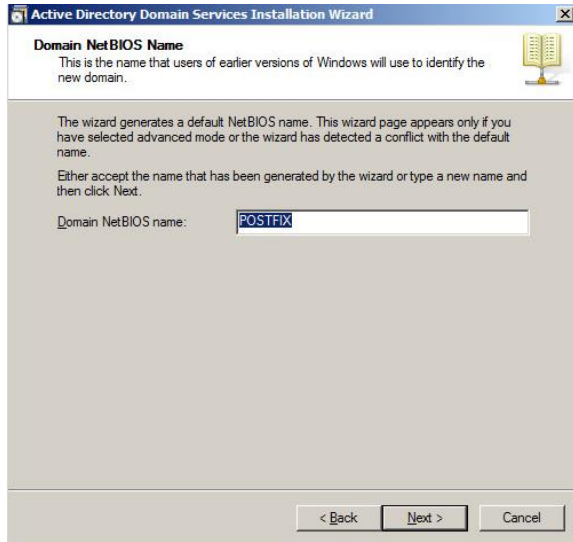 Active Directory Domain Services Installation Wizard
Domain NetBIOS Name
This is the name that users of earlier versions of Windows will use to identify the
new domain.
The wizard generates a default NetBIOS name. This wizard page appears only if you
have selected advanced mode or the wizard has detected a conflict with the default
name.
Either accept the name that has been generated by the wizard or type a new name and
then click Next.
Domain NetBIOS name: POSTFIX
< Back Next > Cancel